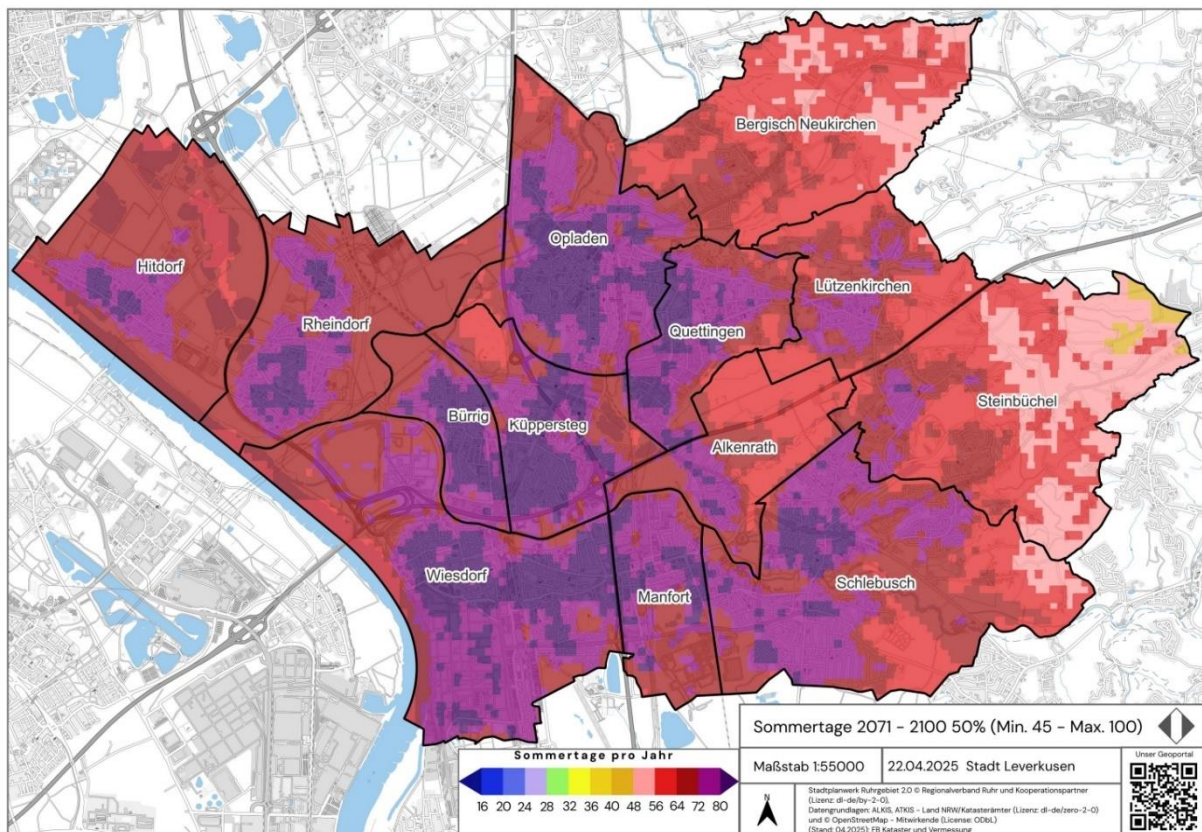 Bergisch Neukirchen
Opladen
Hitdorf
Lützenkirchen
Rheindorf
Quettingen
Steinbüchel
Bürrig
Küppersteg
Alkenrath
Wiesdorf
Schlebusch
Manfort
Sommertage 2071 - 2100 50% (Min. 45 - Max. 100)
Sommertage pro Jahr
16 20 24 28 32 36 40 48 56 64 72 80
Maßstab 1:55000
22.04.2025 Stadt Leverkusen
Unser Geoportal
N
Stadtplanwerk Ruhrgebiet 2.0 © Regionalverband Ruhr und Kooperationspartner
(Lizenz: dl-de/by-2-0),
Datengrundlagen: ALKIS, ATKIS - Land NRW/Katasterämter (Lizenz: dl-de/zero-2-0)
und © OpenStreetMap - Mitwirkende (License: ODbL)
(Stand: 04.2025); FB Kataster und Vermessung